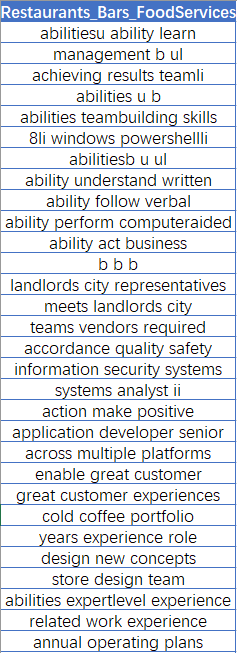 Restaurants_Bars_FoodServices
abilitiesu ability learn
management b ul
achieving results teamli
abilities u b
abilities teambuilding skills
8li windows powershellli
abilitiesb u ul
ability understand written
ability follow verbal
ability perform computeraided
ability act business
b b b
landlords city representatives
meets landlords city
teams vendors required
accordance quality safety
information security systems
systems analyst ii
action make positive
application developer senior
across multiple platforms
enable great customer
great customer experiences
cold coffee portfolio
years experience role
design new concepts
store design team
abilities expertlevel experience
related work experience
annual operating plans